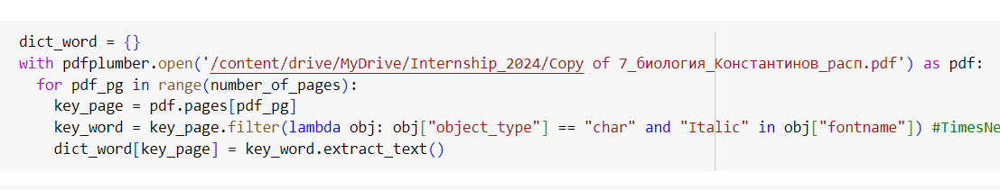 dict_word = {}
with pdfplumber.open('/content/drive/MyDrive/Internship_2024/Copy of 7_биология_Константинов_расп.pdf') as pdf:
  for pdf_pg in range(number_of_pages):
    key_page = pdf.pages[pdf_pg]
    key_word = key_page.filter(lambda obj: obj["object_type"] == "char" and "Italic" in obj["fontname"]) #TimesNe
    dict_word[key_page] = key_word.extract_text()